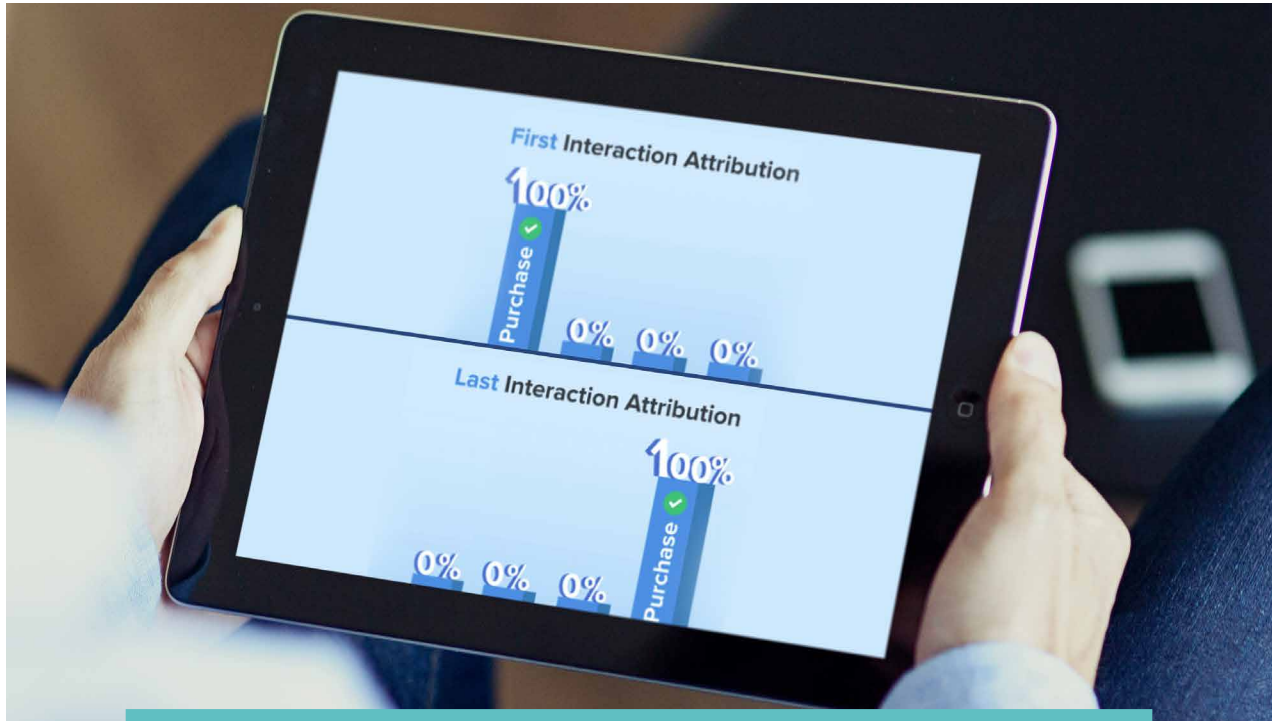 First Interaction Attribution
100%
Purchase
0% 0% 0%
Last Interaction Attribution
100%
Purchase
0% 0% 0%